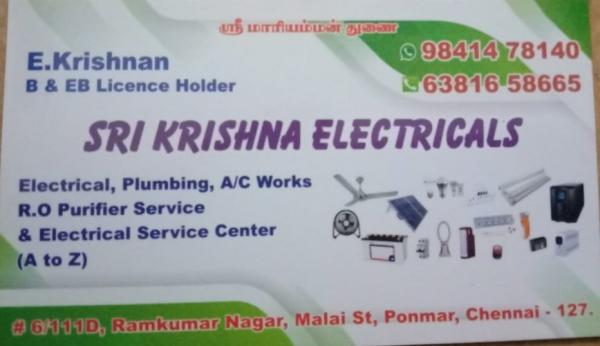 ஸ்ரீ மாரியம்மன் துணை
E.Krishnan
B & EB Licence Holder
98414 78140
63816 58665
SRI KRISHNA ELECTRICALS
Electrical, Plumbing, A/C Works
R.O Purifier Service
& Electrical Service Center
(A to Z)
# 6/111D, Ramkumar Nagar, Malai St, Ponmar, Chennai - 127.